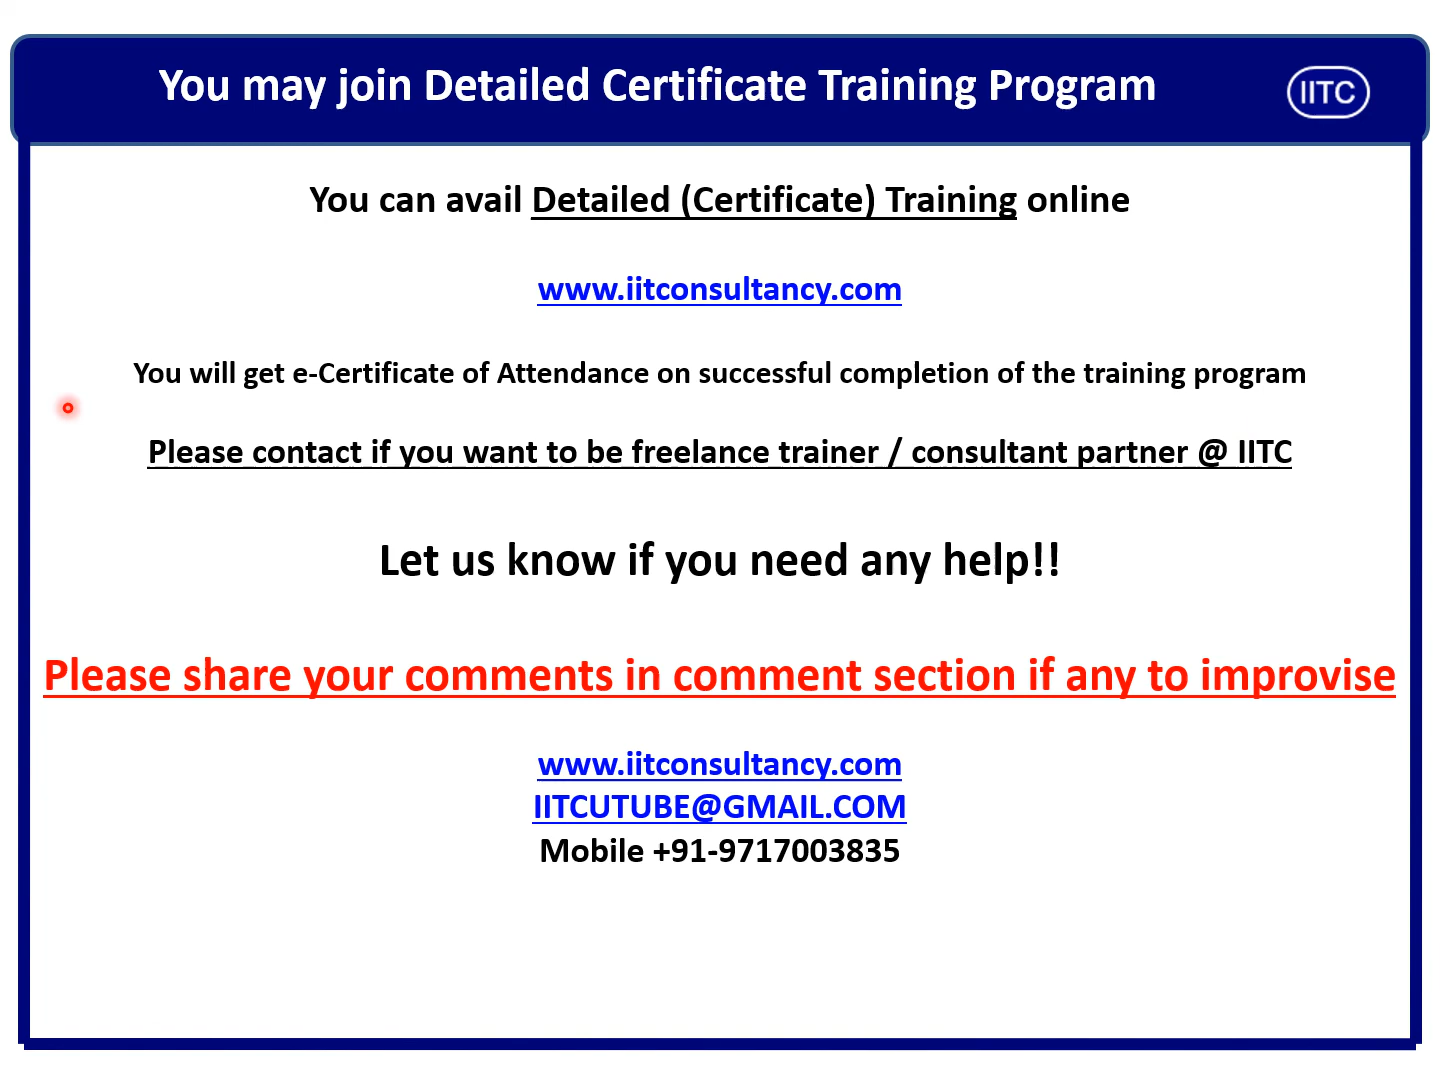 You may join Detailed Certificate Training Program
IITC
You can avail Detailed (Certificate) Training online
www.iitconsultancy.com
You will get e-Certificate of Attendance on successful completion of the training program
Please contact if you want to be freelance trainer / consultant partner @ IITC
Let us know if you need any help!!
Please share your comments in comment section if any to improvise
www.iitconsultancy.com
IITCUTUBE@GMAIL.COM
Mobile +91-9717003835